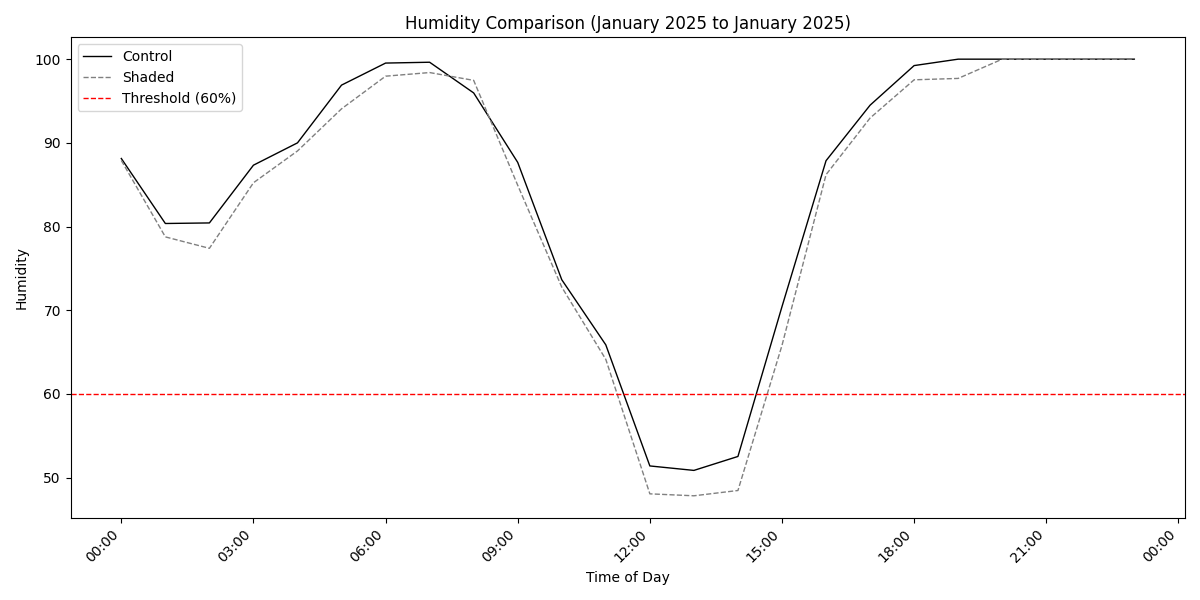 Humidity Comparison (January 2025 to January 2025)
Control
Shaded
Threshold (60%)
100
90
80
70
60
50
Humidity
00:00
03:00
06:00
09:00
12:00
15:00
18:00
21:00
00:00
Time of Day